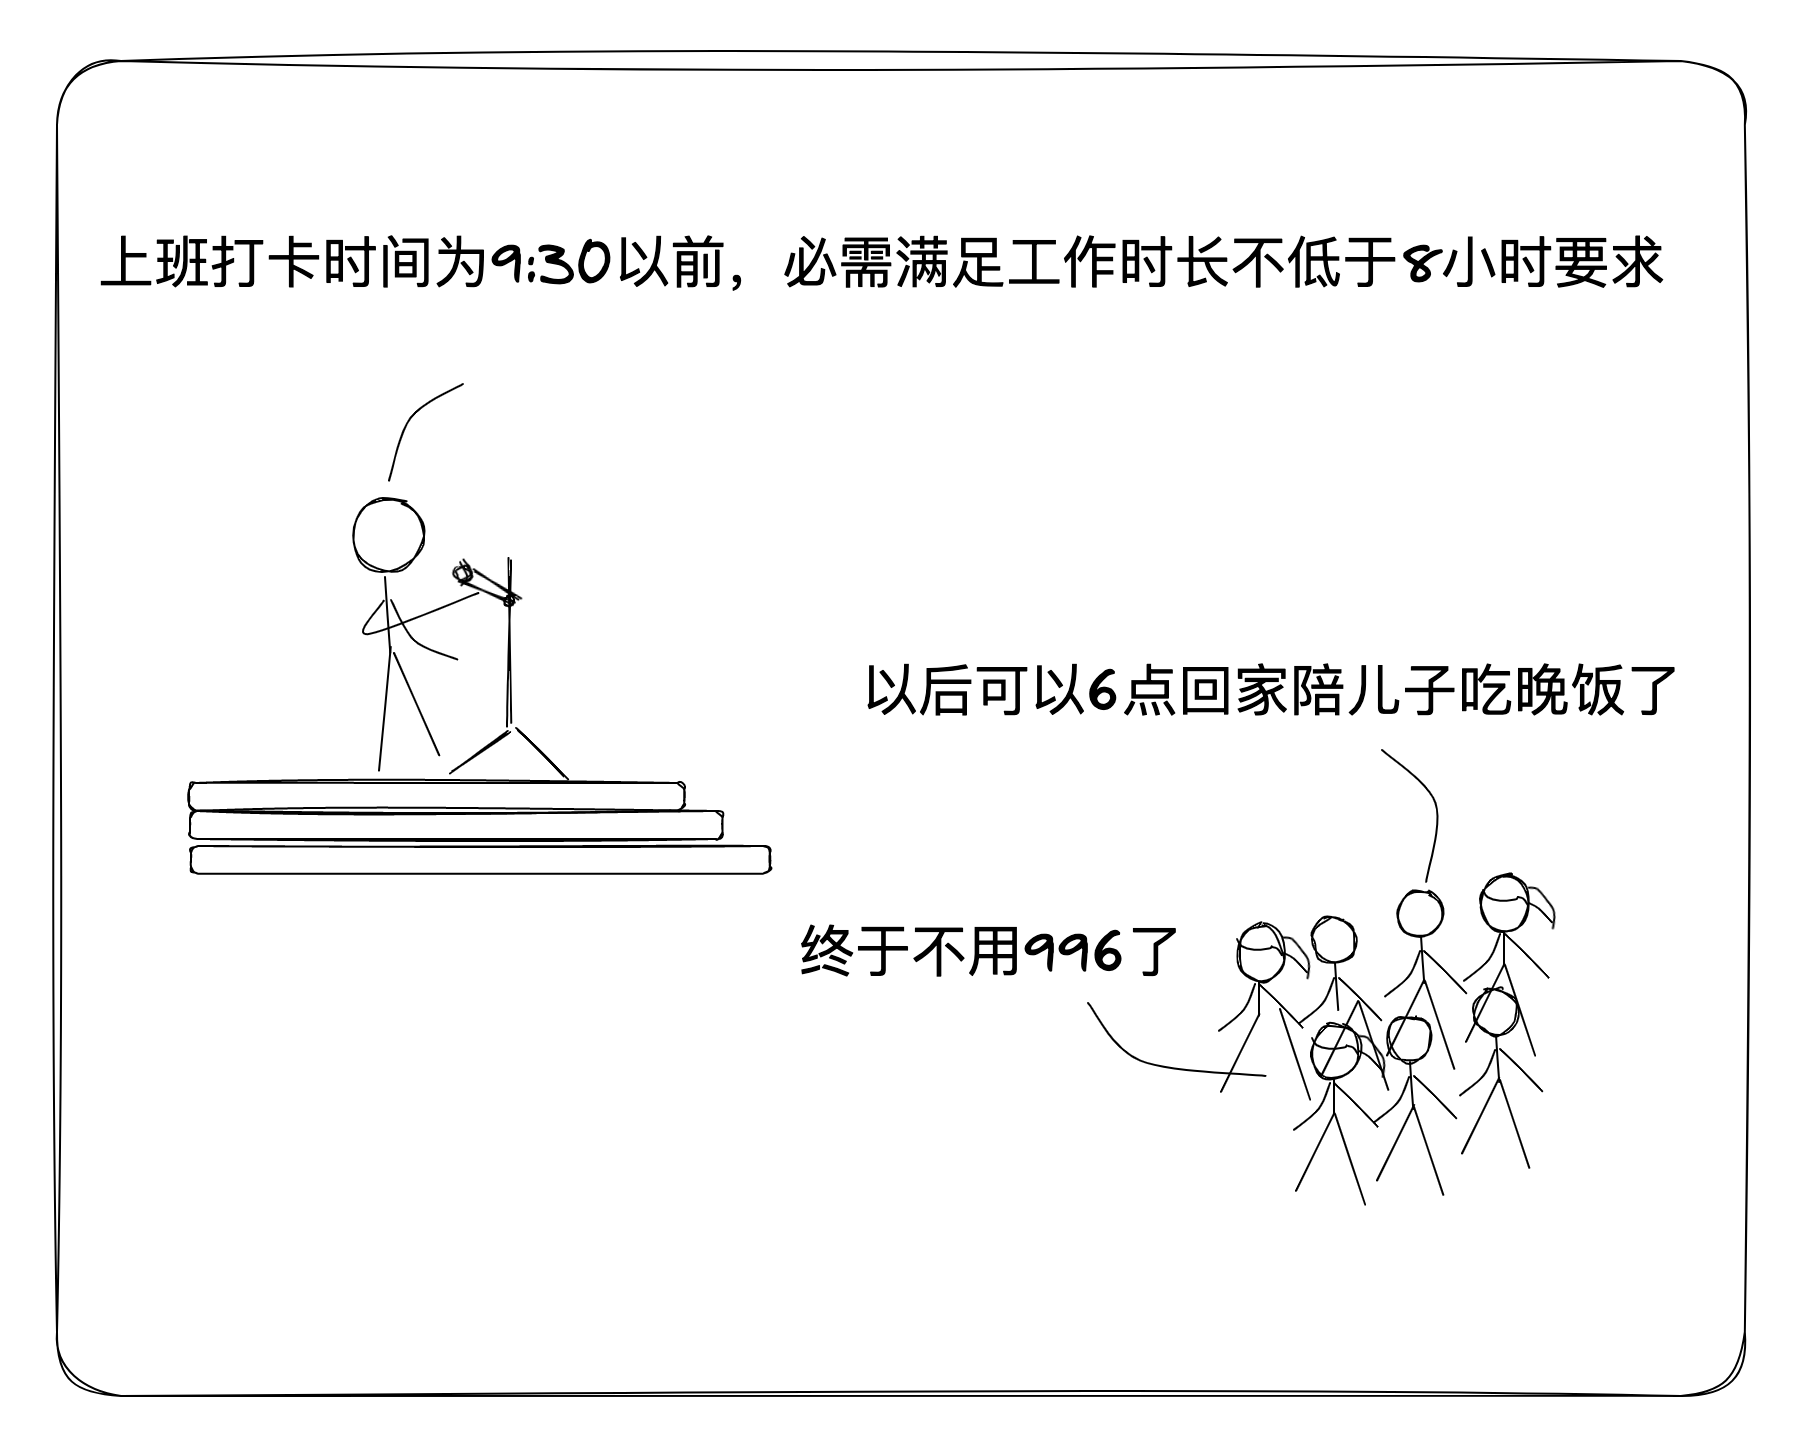 上班打卡时间为9:30以前，必需满足工作时长不低于8小时要求
以后可以6点回家陪儿子吃晚饭了
终于不用996了